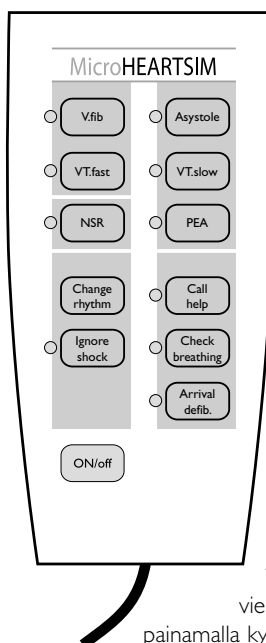 MicroHEARTSIM
V.fib
Asystole
VT.fast
VT.slow
NSR
PEA
Change
rhythm
Call
help
Ignore
shock
Check
breathing
Arrival
defib.
ON/off
vie
painamalla ky